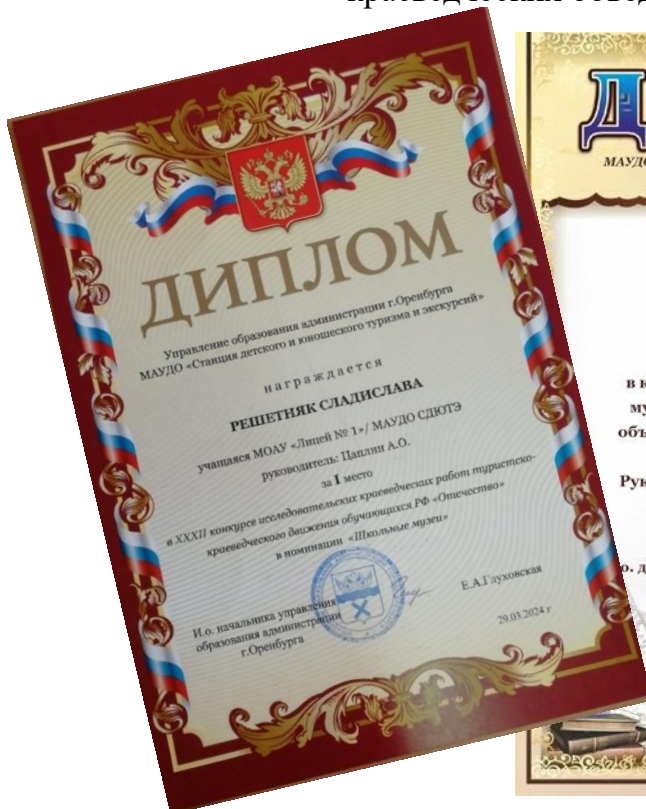 краеведческих объед
ДИПЛОМ
Управление образования администрации г.Оренбурга
МАУДО «Станция детского и юношеского туризма и экскурсий»
награждается
РЕШЕТНЯК СЛАДИСЛАВА
учащаяся МОАУ «Лицей № 1»/ МАУДО СДЮТЭ
руководитель: Цаплин А.О.
за I место
в XXXII конкурсе исследовательских краеведческих работ туристско-
краеведческого движения обучающихся РФ «Отечество»
в номинации «Школьные музеи»
И.о. начальника управления
образования администрации
г.Оренбурга
Е.А.Глуховская
29.03.2024 г
Д
МАУДО
в к
му
объ
Рук
о. д